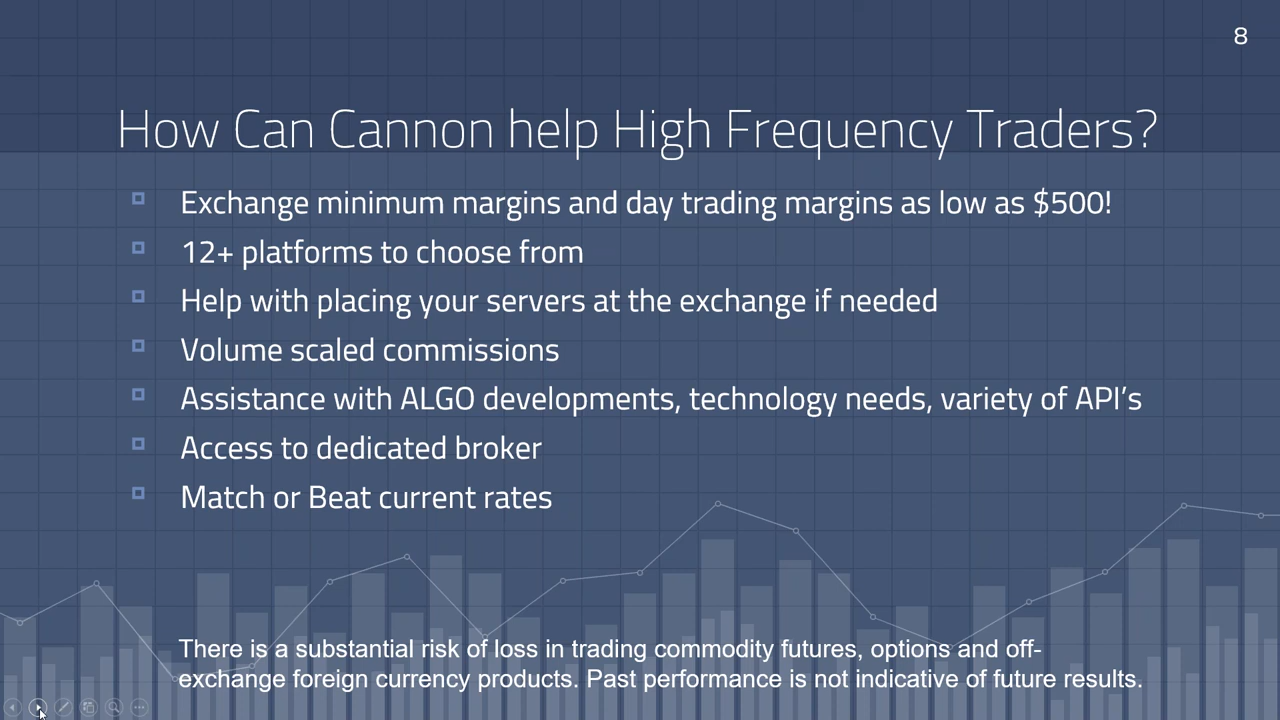 8
How Can Cannon help High Frequency Traders?
Exchange minimum margins and day trading margins as low as $500!
12+ platforms to choose from
Help with placing your servers at the exchange if needed
Volume scaled commissions
Assistance with ALGO developments, technology needs, variety of API’s
Access to dedicated broker
Match or Beat current rates
There is a substantial risk of loss in trading commodity futures, options and off-
exchange foreign currency products. Past performance is not indicative of future results.